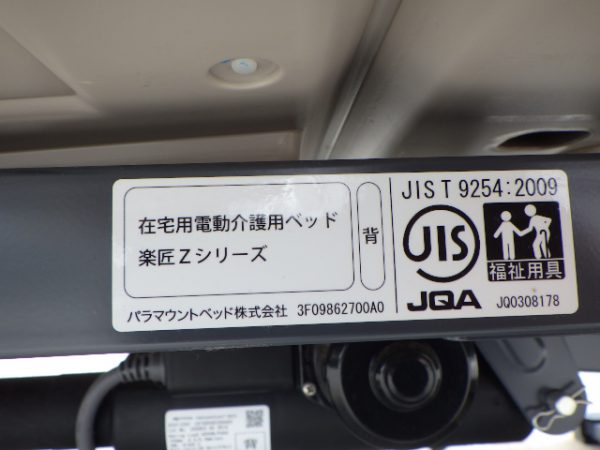 在宅用電動介護用ベッド
楽匠Zシリーズ
背
パラマウントベッド株式会社 3F09862700A0
JIS T 9254:2009
JIS
福祉用具
JQA
JQ0308178
背